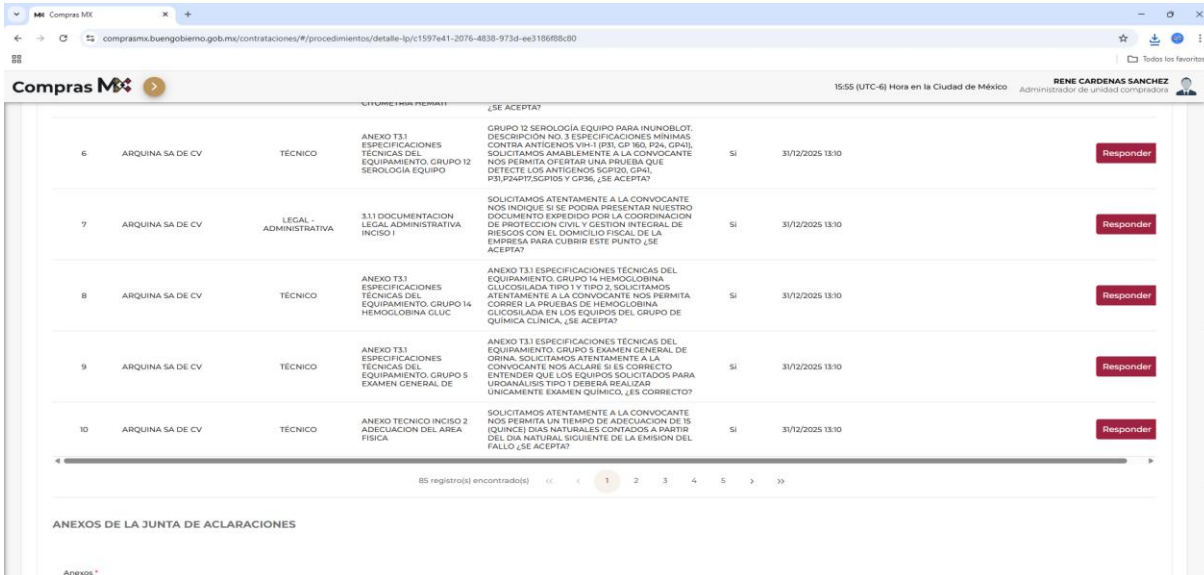 Compras MX
comprasmx.buengobierno.gob.mx/contrataciones/#/procedimientos/detalle-lp/c1597e41-2076-4838-973d-ee3186f88c80
Todos los favoritos
Compras MX
15:55 (UTC-6) Hora en la Ciudad de México
RENE CARDENAS SANCHEZ
Administrador de unidad compradora
CITOMETRIA HEMATI
¿SE ACEPTA?
6
ARQUINA SA DE CV
TÉCNICO
ANEXO T3.1
ESPECIFICACIONES
TÉCNICAS DEL
EQUIPAMIENTO. GRUPO 12
SEROLOGÍA EQUIPO
GRUPO 12 SEROLOGÍA EQUIPO PARA INUNOBLOT.
DESCRIPCIÓN NO. 3 ESPECIFICACIONES MÍNIMAS
CONTRA ANTÍGENOS VIH-1 (P31, GP 160, P24, GP41),
SOLICITAMOS AMABLEMENTE A LA CONVOCANTE
NOS PERMITA OFERTAR UNA PRUEBA QUE
DETECTE LOS ANTÍGENOS SGP120, GP41,
P31,P24P17,SGP105 Y GP36, ¿SE ACEPTA?
Si
31/12/2025 13:10
Responder
7
ARQUINA SA DE CV
LEGAL -
ADMINISTRATIVA
3.1.1 DOCUMENTACION
LEGAL ADMINISTRATIVA
INCISO I
SOLICITAMOS ATENTAMENTE A LA CONVOCANTE
NOS INDIQUE SI SE PODRA PRESENTAR NUESTRO
DOCUMENTO EXPEDIDO POR LA COORDINACION
DE PROTECCION CIVIL Y GESTION INTEGRAL DE
RIESGOS CON EL DOMICÍLIO FISCAL DE LA
EMPRESA PARA CUBRIR ESTE PUNTO ¿SE
ACEPTA?
Si
31/12/2025 13:10
Responder
8
ARQUINA SA DE CV
TÉCNICO
ANEXO T3.1
ESPECIFICACIONES
TÉCNICAS DEL
EQUIPAMIENTO. GRUPO 14
HEMOGLOBINA GLUC
ANEXO T3.1 ESPECIFICACIONES TÉCNICAS DEL
EQUIPAMIENTO. GRUPO 14 HEMOGLOBINA
GLUCOSILADA TIPO 1 Y TIPO 2, SOLICITAMOS
ATENTAMENTE A LA CONVOCANTE NOS PERMITA
CORRER LA PRUEBAS DE HEMOGLOBINA
GLICOSILADA EN LOS EQUIPOS DEL GRUPO DE
QUÍMICA CLÍNICA, ¿SE ACEPTA?
Si
31/12/2025 13:10
Responder
9
ARQUINA SA DE CV
TÉCNICO
ANEXO T3.1
ESPECIFICACIONES
TÉCNICAS DEL
EQUIPAMIENTO. GRUPO 5
EXAMEN GENERAL DE
ANEXO T3.1 ESPECIFICACIONES TÉCNICAS DEL
EQUIPAMIENTO. GRUPO 5 EXAMEN GENERAL DE
ORINA. SOLICITAMOS ATENTAMENTE A LA
CONVOCANTE NOS ACLARE SI ES CORRECTO
ENTENDER QUE LOS EQUIPOS SOLICITADOS PARA
UROANÁLISIS TIPO 1 DEBERÁ REALIZAR
ÚNICAMENTE EXAMEN QUÍMICO, ¿ES CORRECTO?
Si
31/12/2025 13:10
Responder
10
ARQUINA SA DE CV
TÉCNICO
ANEXO TECNICO INCISO 2
ADECUACION DEL AREA
FISICA
SOLICITAMOS ATENTAMENTE A LA CONVOCANTE
NOS PERMITA UN TIEMPO DE ADECUACION DE 15
(QUINCE) DIAS NATURALES CONTADOS A PARTIR
DEL DIA NATURAL SIGUIENTE DE LA EMISION DEL
FALLO ¿SE ACEPTA?
Si
31/12/2025 13:10
Responder
85 registro(s) encontrado(s) << < 1 2 3 4 5 > >>
ANEXOS DE LA JUNTA DE ACLARACIONES
Anexos *